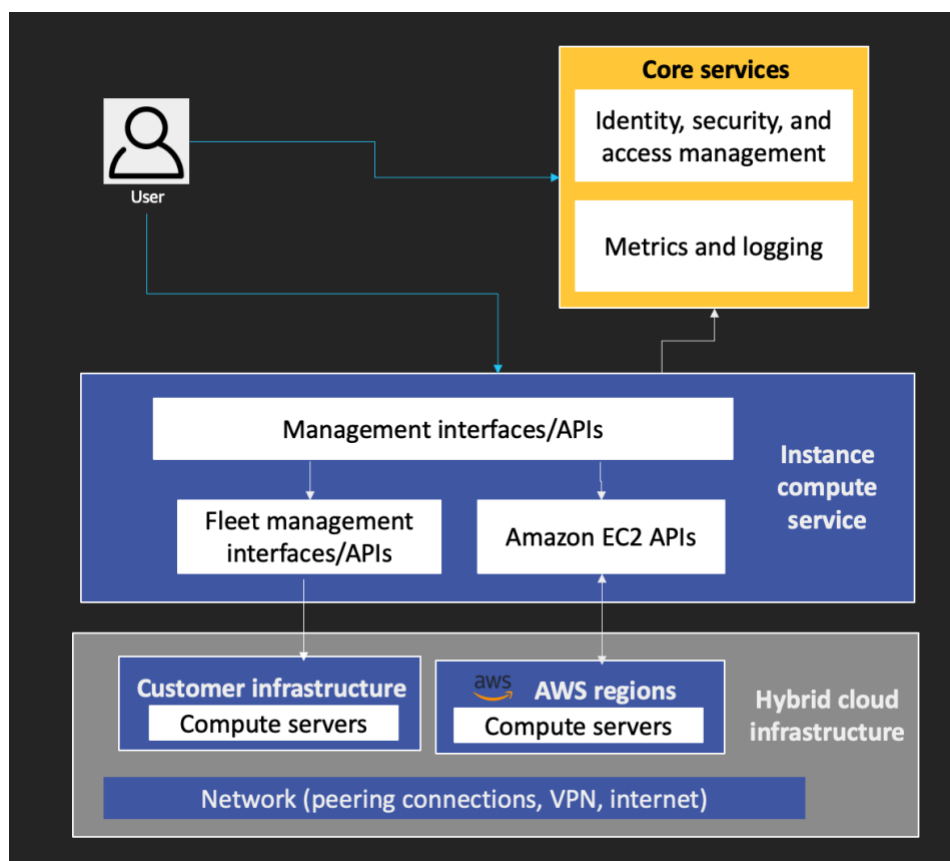 Core services
Identity, security, and
access management
User
Metrics and logging
Management interfaces/APIs
Instance
compute
service
Fleet management
interfaces/APIs
Amazon EC2 APIs
Customer infrastructure
Compute servers
aws
AWS regions
Compute servers
Hybrid cloud
infrastructure
Network (peering connections, VPN, internet)